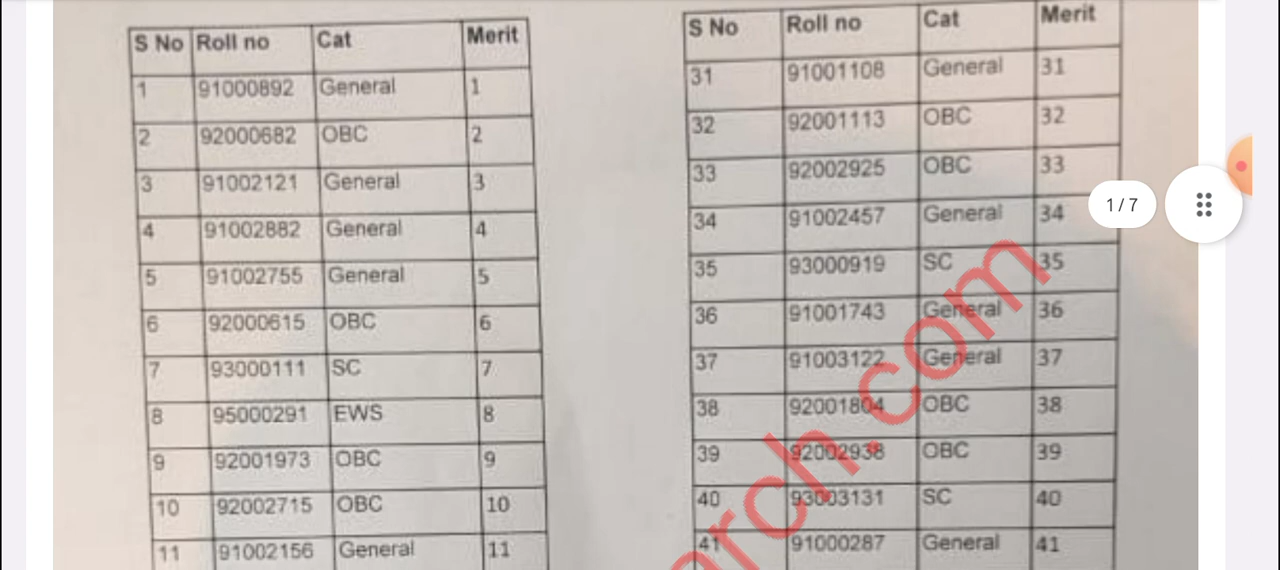 S No Roll no Cat Merit
1 91000892 General 1
2 92000682 OBC 2
3 91002121 General 3
4 91002882 General 4
5 91002755 General 5
6 92000615 OBC 6
7 93000111 SC 7
8 95000291 EWS 8
9 92001973 OBC 9
10 92002715 OBC 10
11 91002156 General 11
S No Roll no Cat Merit
31 91001108 General 31
32 92001113 OBC 32
33 92002925 OBC 33
34 91002457 General 34
35 93000919 SC 35
36 91001743 General 36
37 91003122 General 37
38 92001804 OBC 38
39 92002938 OBC 39
40 93003131 SC 40
41 91000287 General 41
1 / 7
arch.com